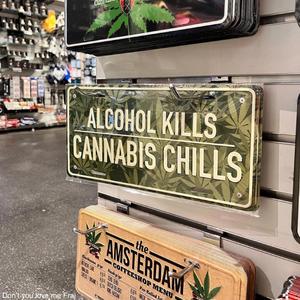 ALCOHOL KILLS
CANNABIS CHILLS
the
AMSTERDAM
COFFEESHOP MENU
Don't you love me Fra